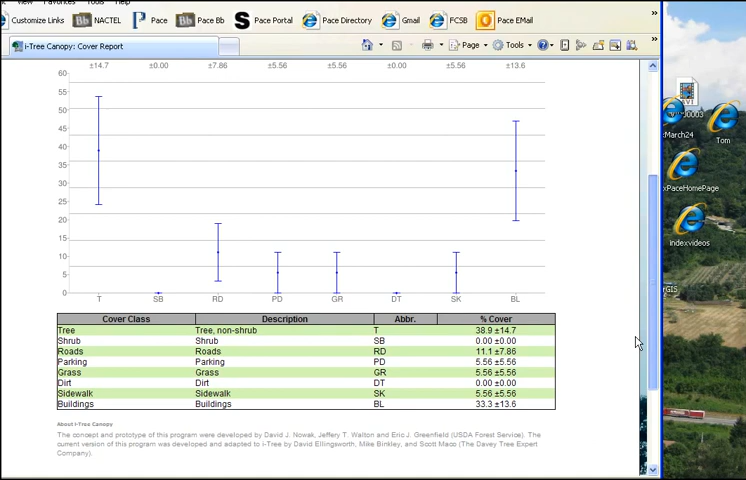 View Favorites Tools Help
Customize Links NACTEL Pace Pace Bb Pace Portal Pace Directory Gmail FCSB Pace EMail
i-Tree Canopy: Cover Report
Page Tools
±14.7 ±0.00 ±7.86 ±5.56 ±5.56 ±0.00 ±5.56 ±13.6
60
55
50
45
40
35
30
25
20
15
10
5
0
T SB RD PD GR DT SK BL
Cover Class Description Abbr. % Cover
Tree Tree, non-shrub T 38.9 ±14.7
Shrub Shrub SB 0.00 ±0.00
Roads Roads RD 11.1 ±7.86
Parking Parking PD 5.56 ±5.56
Grass Grass GR 5.56 ±5.56
Dirt Dirt DT 0.00 ±0.00
Sidewalk Sidewalk SK 5.56 ±5.56
Buildings Buildings BL 33.3 ±13.6
About i-Tree Canopy
The concept and prototype of this program were developed by David J. Nowak, Jeffery T. Walton and Eric J. Greenfield (USDA Forest Service). The
current version of this program was developed and adapted to i-Tree by David Ellingsworth, Mike Binkley, and Scott Maco (The Davey Tree Expert
Company).
AVI
March24
Tom
xPaceHomePage
Indexvideos
rGIS